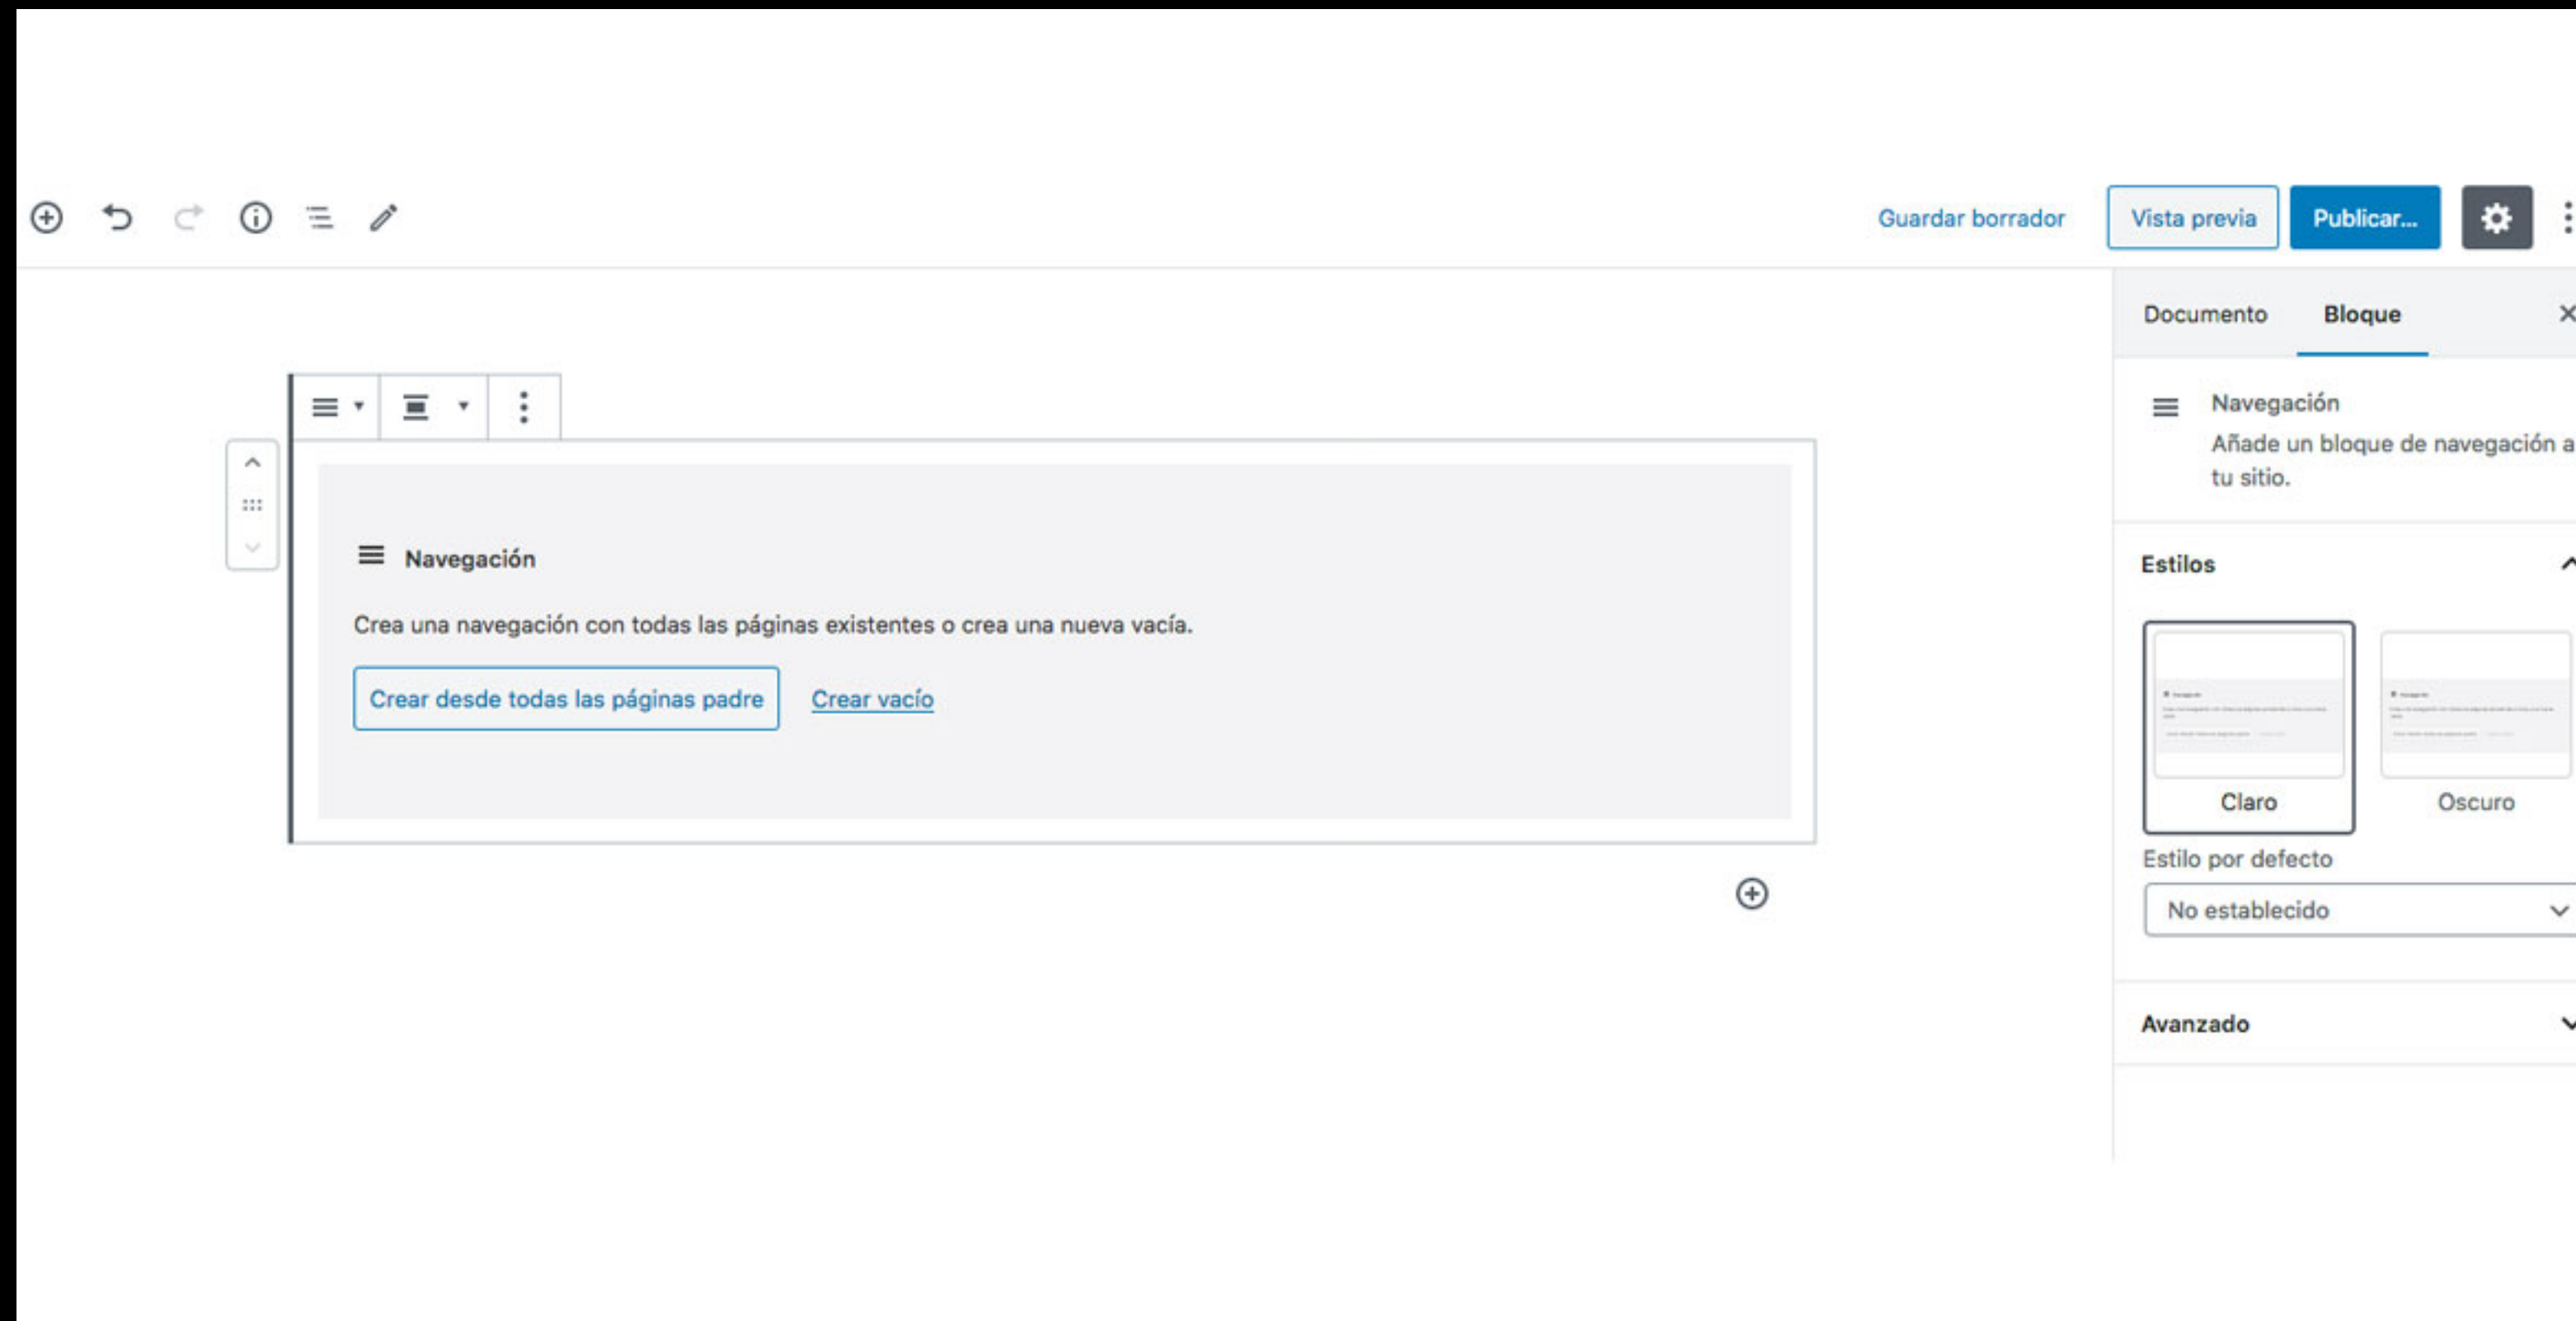 Guardar borrador
Vista previa
Publicar...
Documento
Bloque
Navegación
Añade un bloque de navegación a
tu sitio.
Navegación
Crea una navegación con todas las páginas existentes o crea una nueva vacía.
Crear desde todas las páginas padre
Crear vacío
Estilos
Claro
Oscuro
Estilo por defecto
No establecido
Avanzado